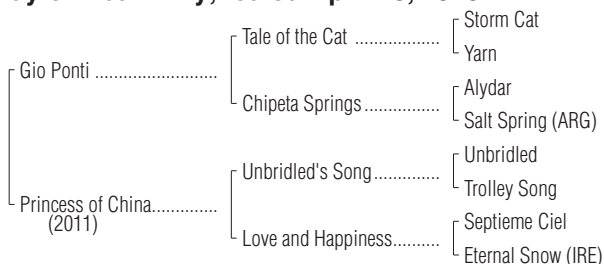 Storm Cat
Tale of the Cat ..................
Yarn
Gio Ponti ..........................
Alydar
Chipeta Springs ................
Salt Spring (ARG)
Unbridled
Unbridled's Song..............
Trolley Song
Princess of China..............
(2011)
Septieme Ciel
Love and Happiness..........
Eternal Snow (IRE)